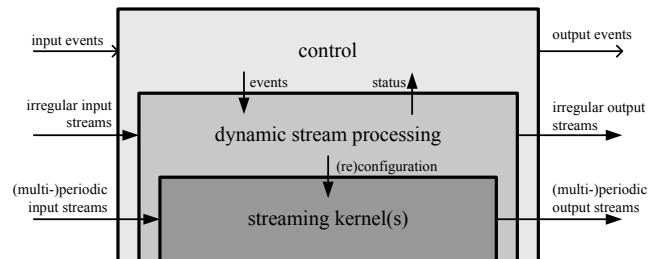 input events
control
output events
events
status
irregular input
streams
dynamic stream processing
irregular output
streams
(re)configuration
(multi-)periodic
input streams
streaming kernel(s)
(multi-)periodic
output streams